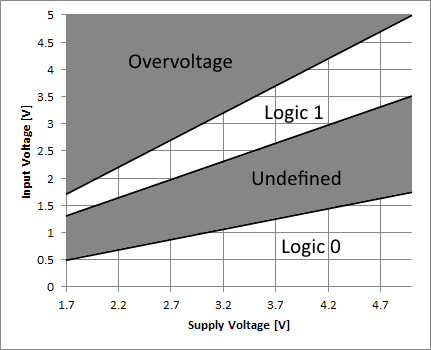 5
4.5
4
3.5
3
2.5
2
1.5
1
0.5
0
Input Voltage [V]
Overvoltage
Logic 1
Undefined
Logic 0
1.7 2.2 2.7 3.2 3.7 4.2 4.7
Supply Voltage [V]